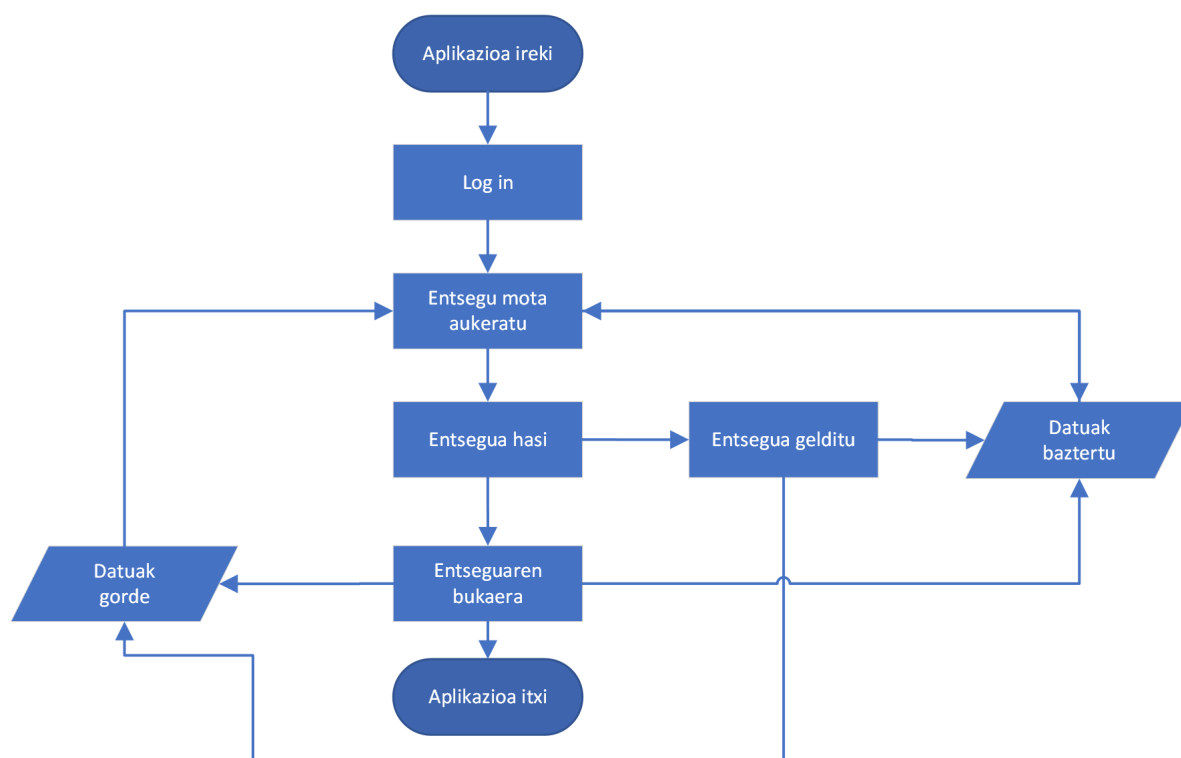 Aplikazioa ireki
Log in
Entsegu mota
aukeratu
Entsegua hasi
Entsegua gelditu
Datuak
baztertu
Datuak
gorde
Entseguaren
bukaera
Aplikazioa itxi